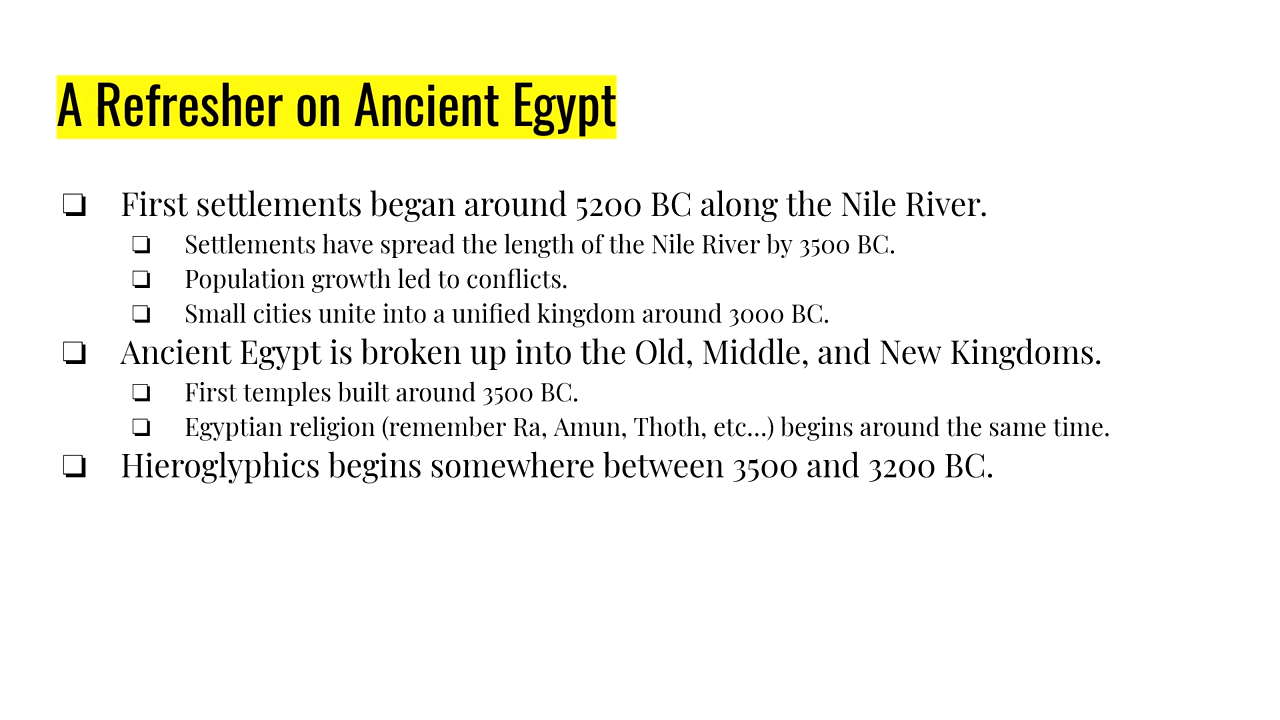 A Refresher on Ancient Egypt
❏ First settlements began around 5200 BC along the Nile River.
❏ Settlements have spread the length of the Nile River by 3500 BC.
❏ Population growth led to conflicts.
❏ Small cities unite into a unified kingdom around 3000 BC.
❏ Ancient Egypt is broken up into the Old, Middle, and New Kingdoms.
❏ First temples built around 3500 BC.
❏ Egyptian religion (remember Ra, Amun, Thoth, etc...) begins around the same time.
❏ Hieroglyphics begins somewhere between 3500 and 3200 BC.